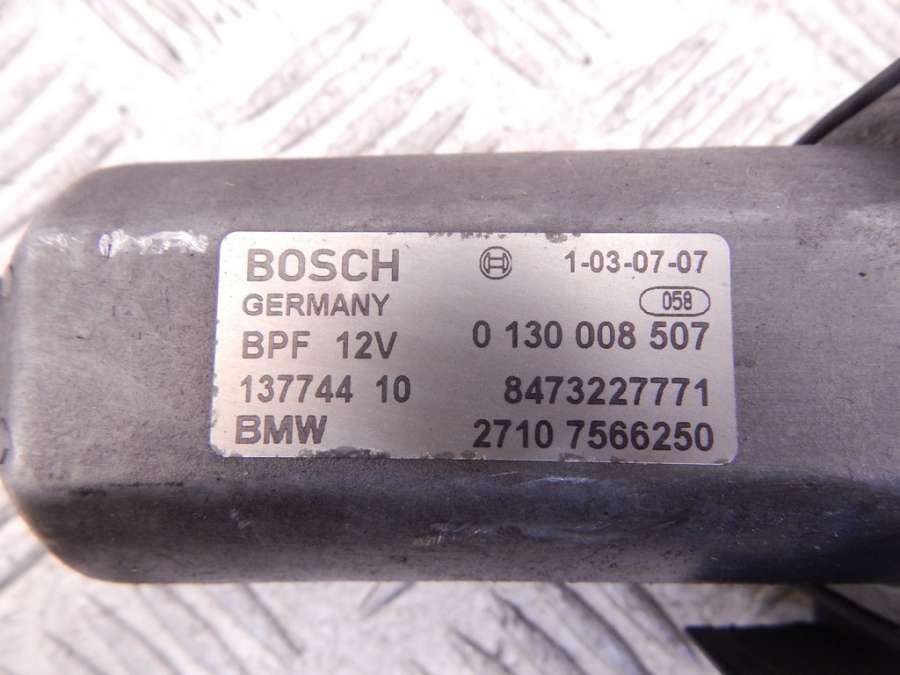 BOSCH 1-03-07-07
GERMANY 058
BPF 12V 0 130 008 507
137744 10 8473227771
BMW 2710 7566250